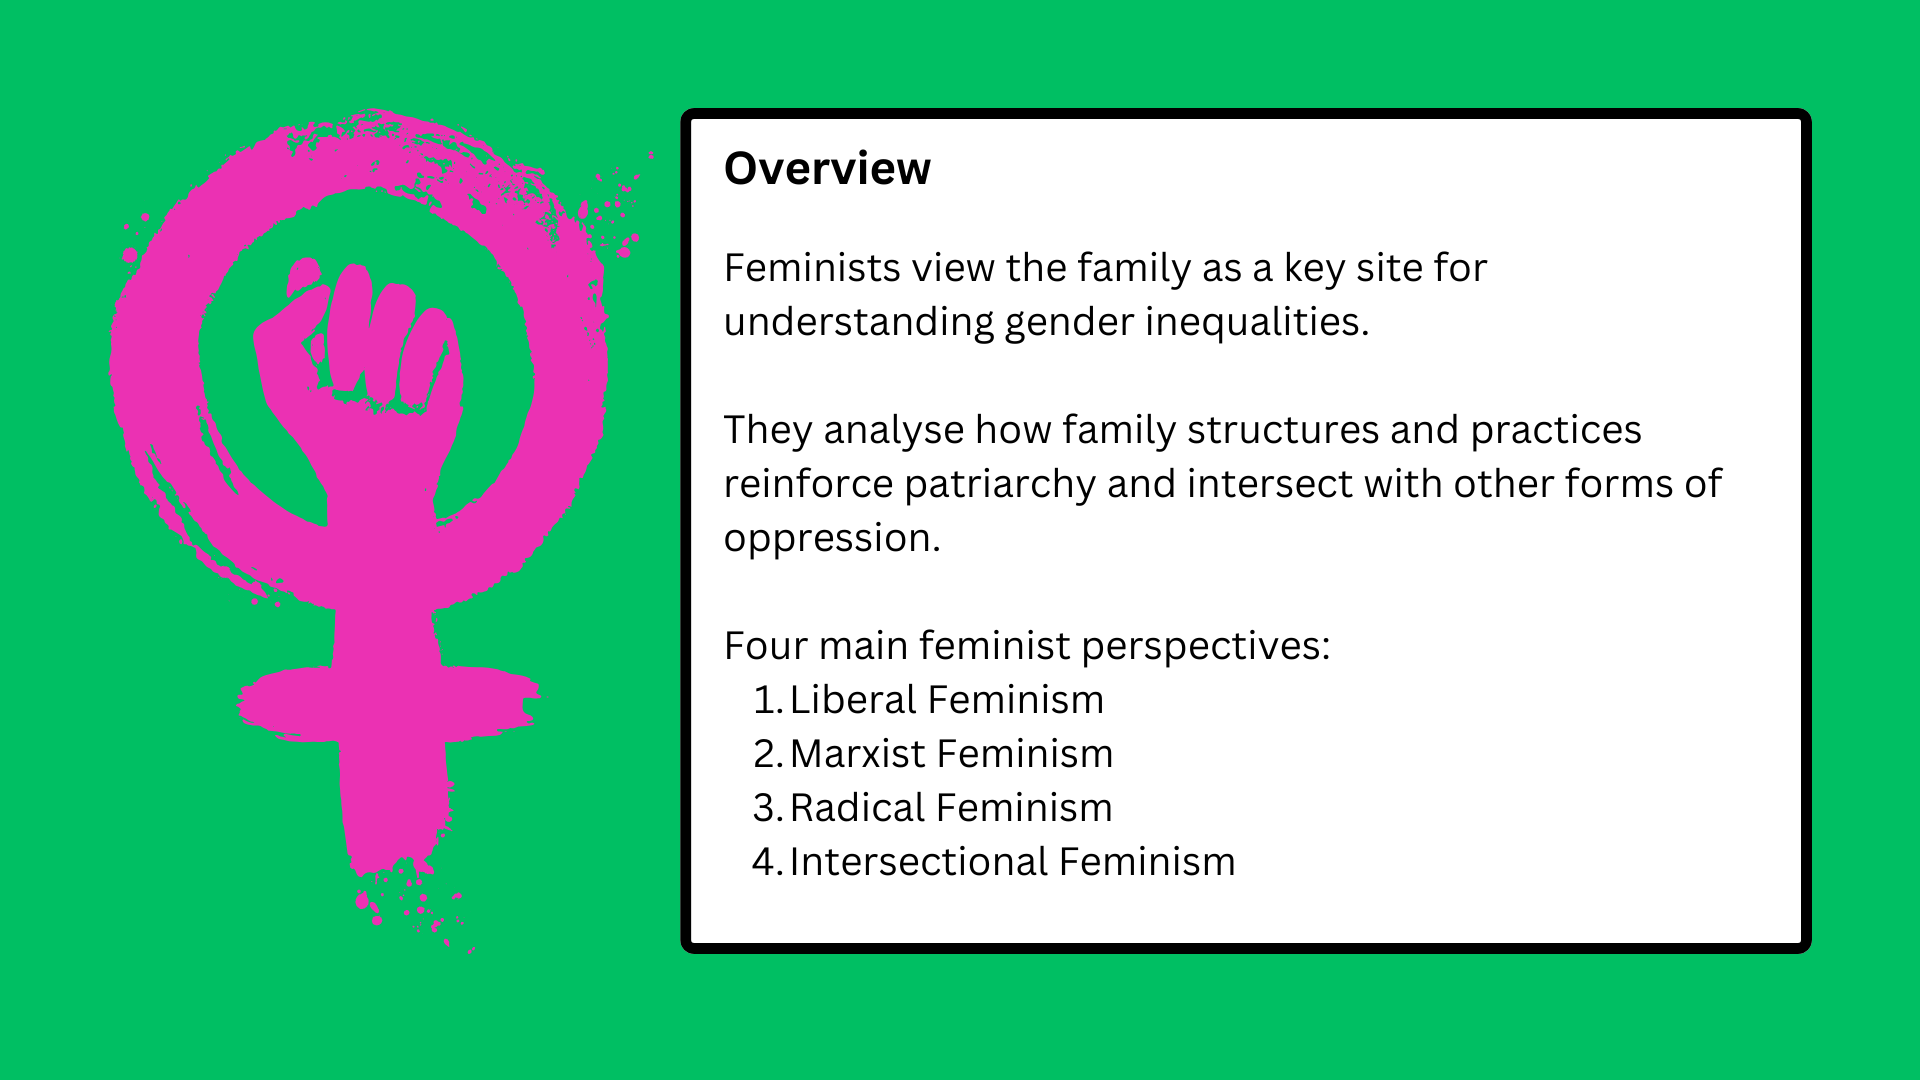 Overview
Feminists view the family as a key site for
understanding gender inequalities.
They analyse how family structures and practices
reinforce patriarchy and intersect with other forms of
oppression.
Four main feminist perspectives:
1. Liberal Feminism
2. Marxist Feminism
3. Radical Feminism
4. Intersectional Feminism